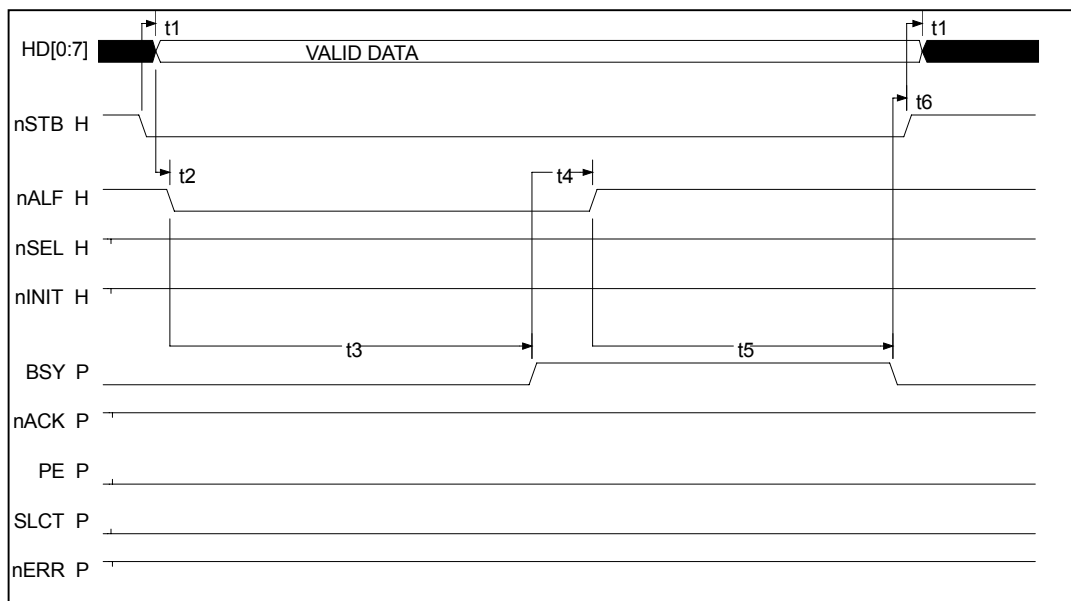 t1 t1
HD[0:7] VALID DATA
t6
nSTB H
t2 t4
nALF H
nSEL H
nINIT H
t3 t5
BSY P
nACK P
PE P
SLCT P
nERR P